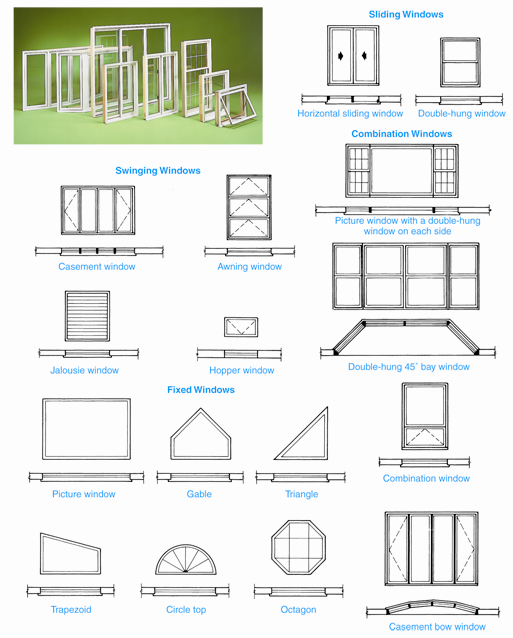 Sliding Windows
Horizontal sliding window
Double-hung window
Combination Windows
Picture window with a double-hung
window on each side
Swinging Windows
Casement window
Awning window
Double-hung 45˚ bay window
Jalousie window
Hopper window
Fixed Windows
Picture window
Gable
Triangle
Combination window
Trapezoid
Circle top
Octagon
Casement bow window